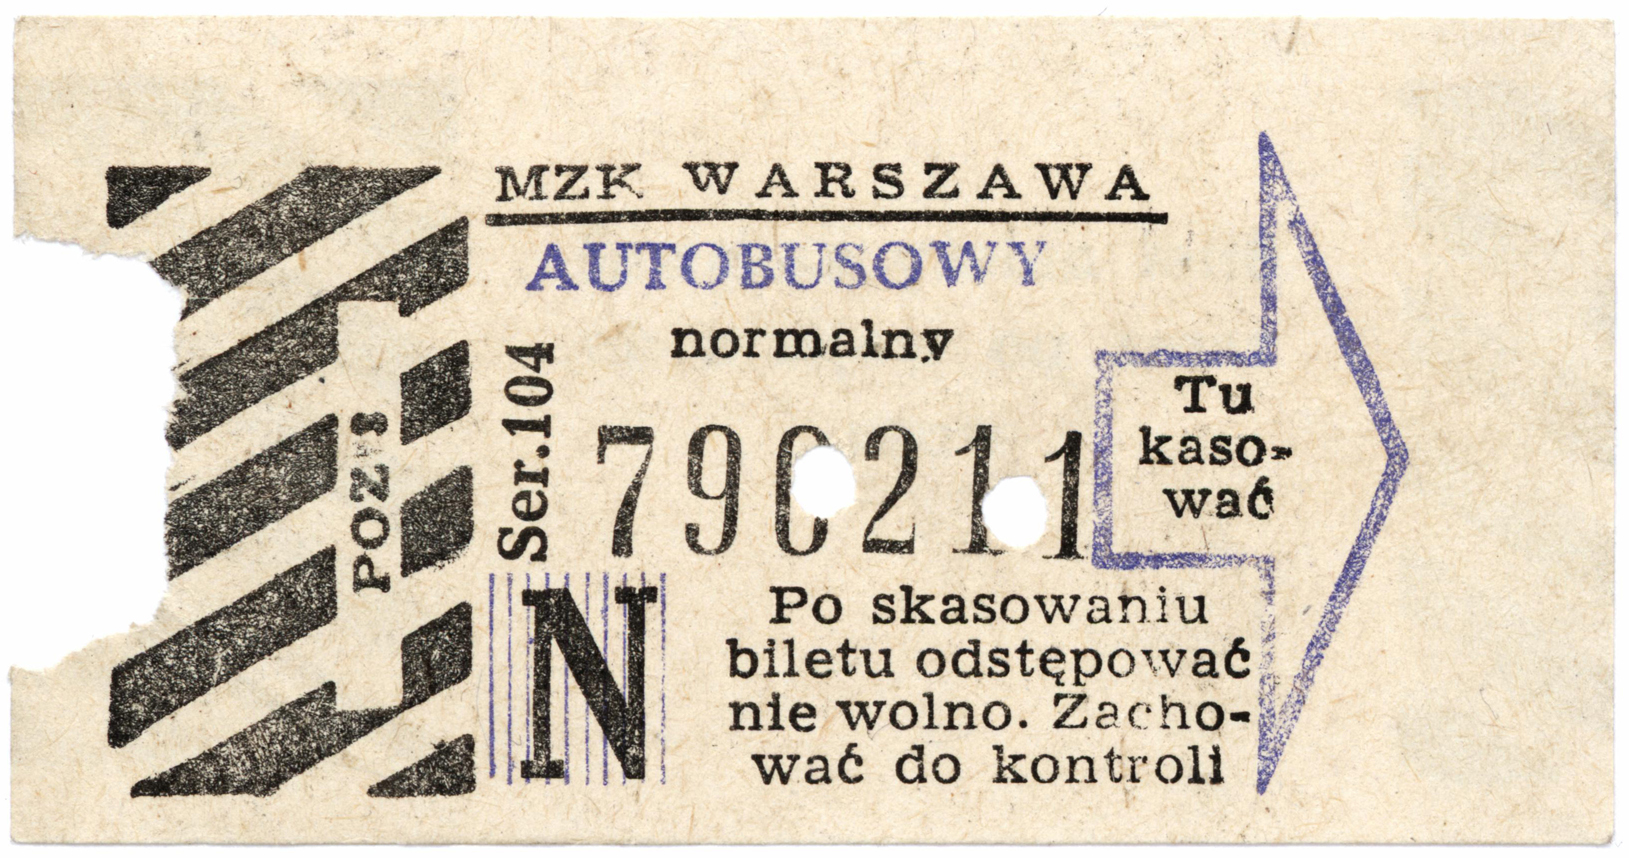 MZK WARSZAWA
AUTOBUSOWY
normalny
Ser.104
790211
N
Tu
kaso-
wać
Po skasowaniu
biletu odstępować
nie wolno. Zacho-
wać do kontroli